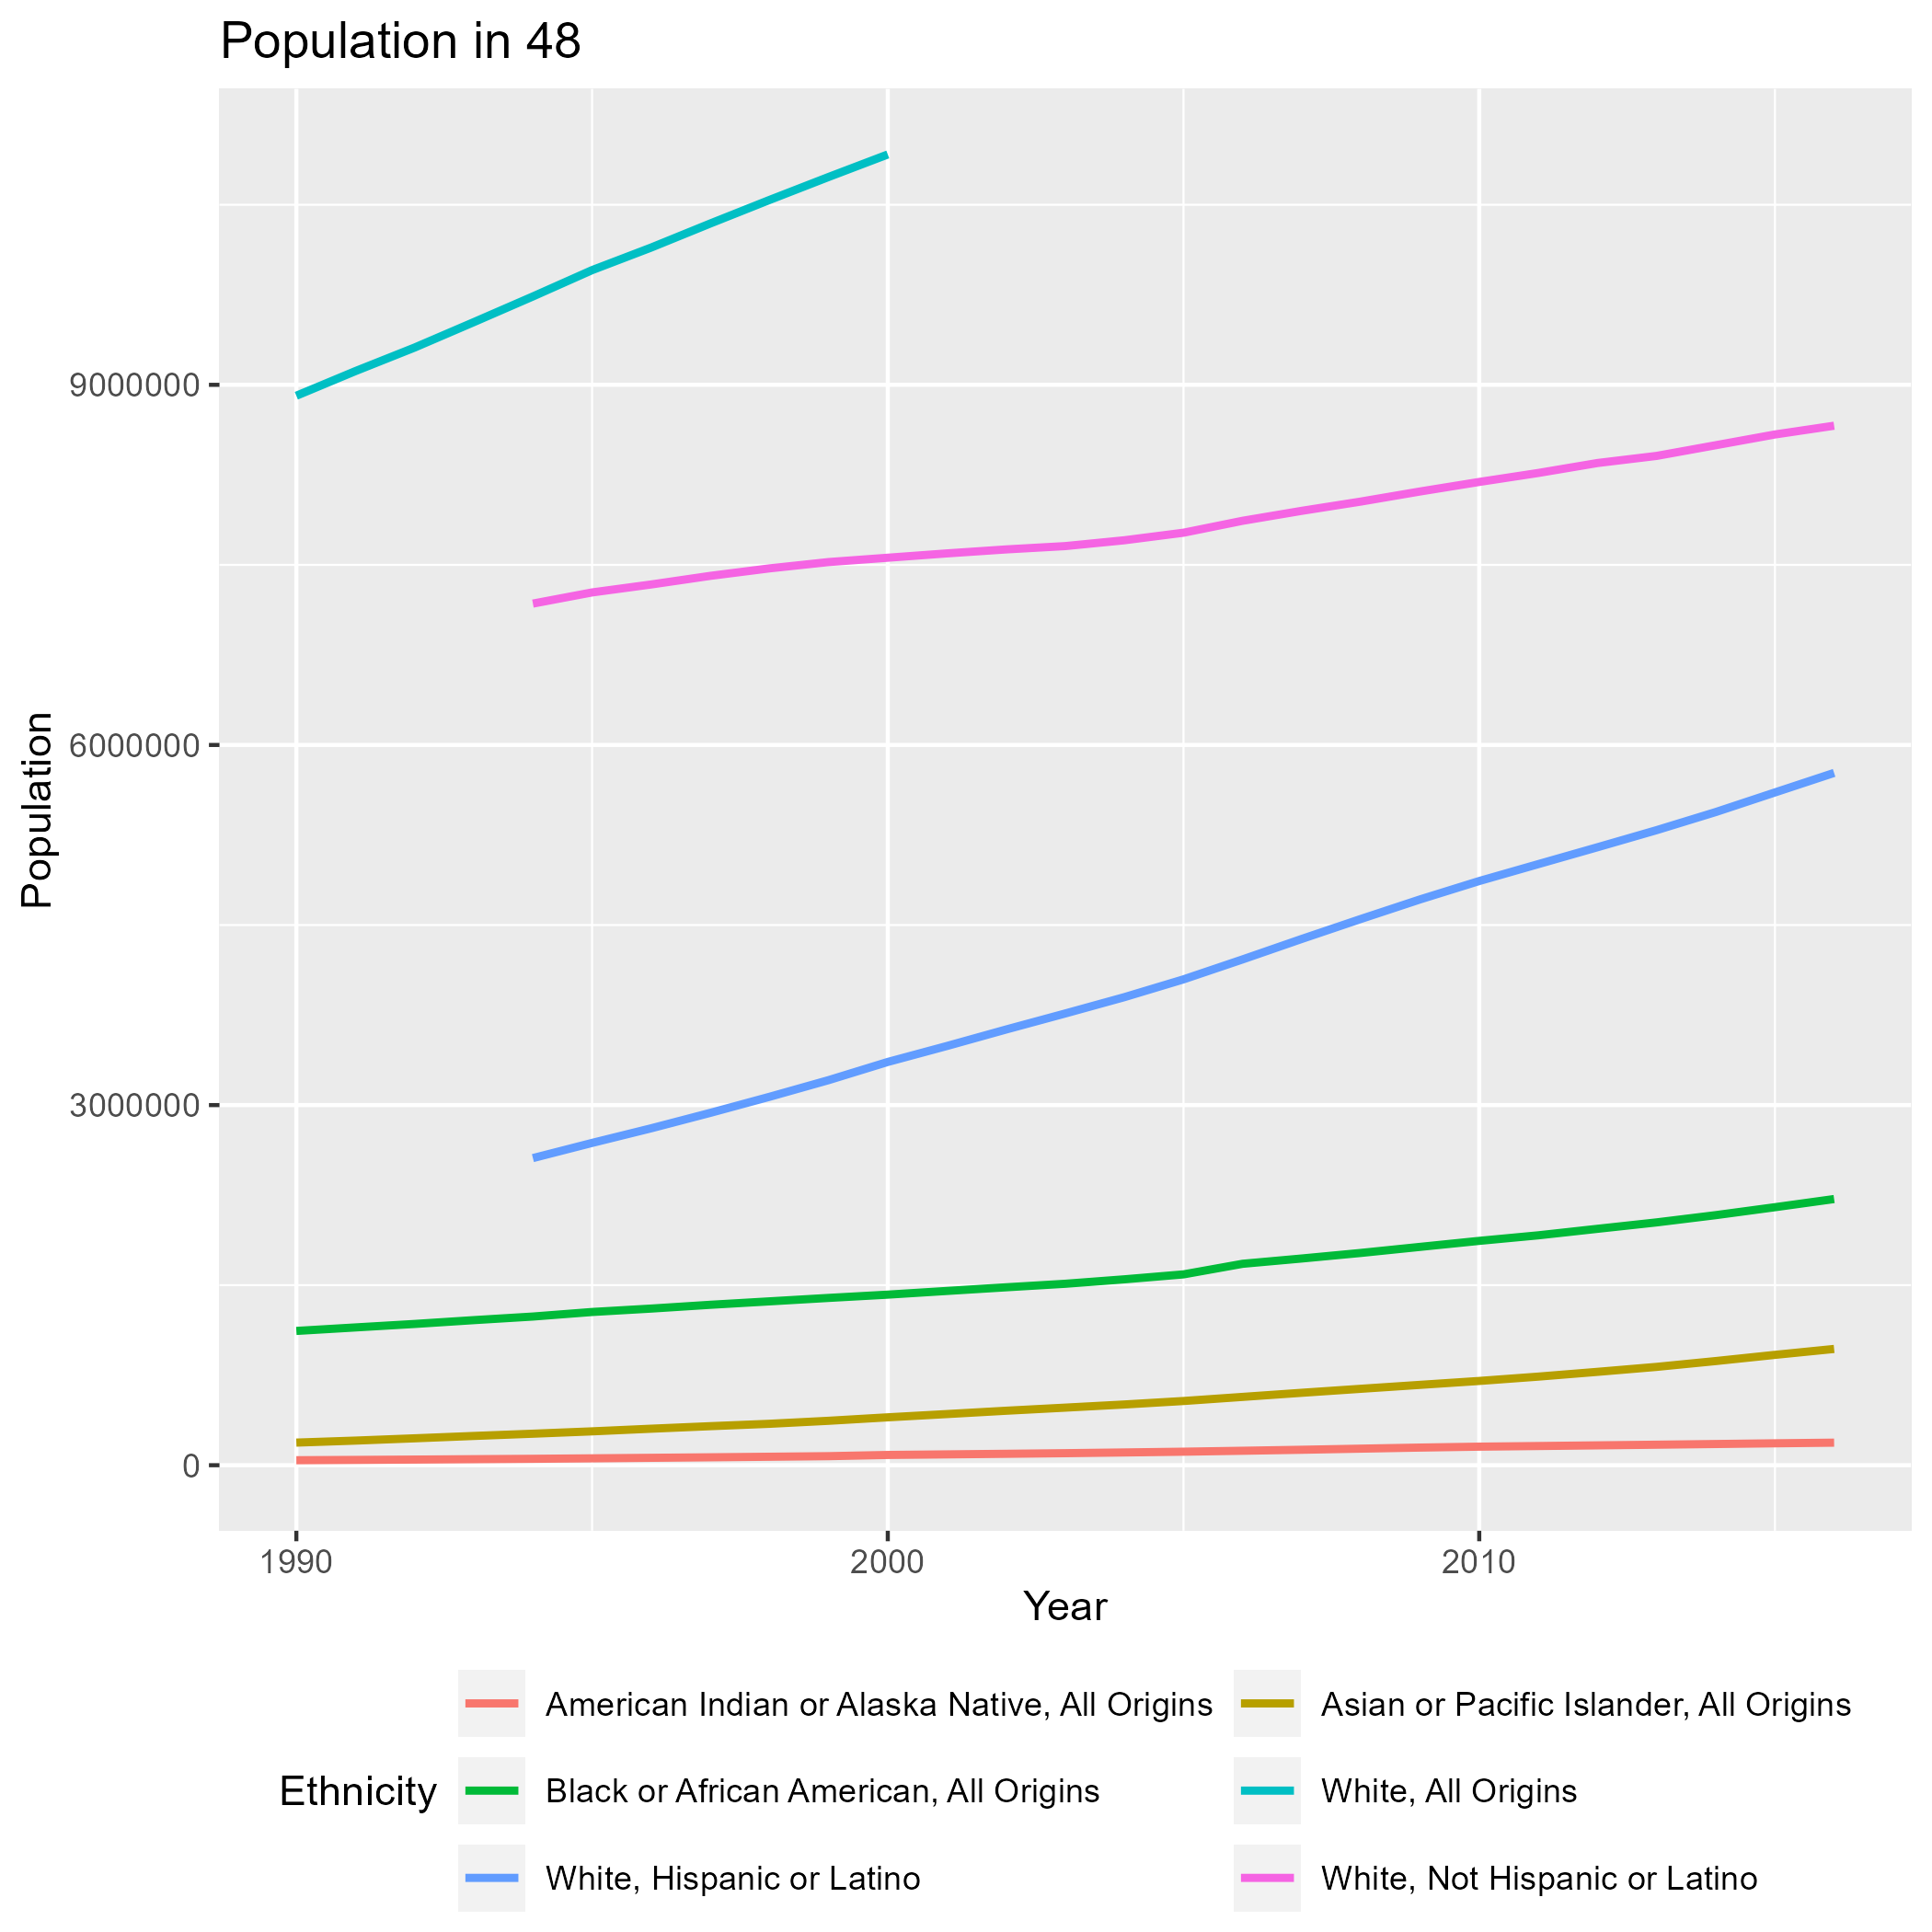 Population in 48
9000000
6000000
3000000
0
Population
1990
2000
2010
Year
Ethnicity
American Indian or Alaska Native, All Origins
Asian or Pacific Islander, All Origins
Black or African American, All Origins
White, All Origins
White, Hispanic or Latino
White, Not Hispanic or Latino